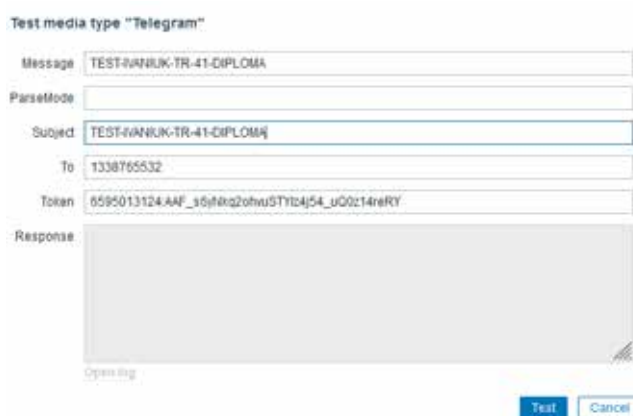 Test media type "Telegram"
Message TEST-IVANIUK-TR-41-DIPLOMA
ParseMode
Subject TEST-IVANIUK-TR-41-DIPLOMA
To 1338765532
Token
Response
Open log
Test Cancel